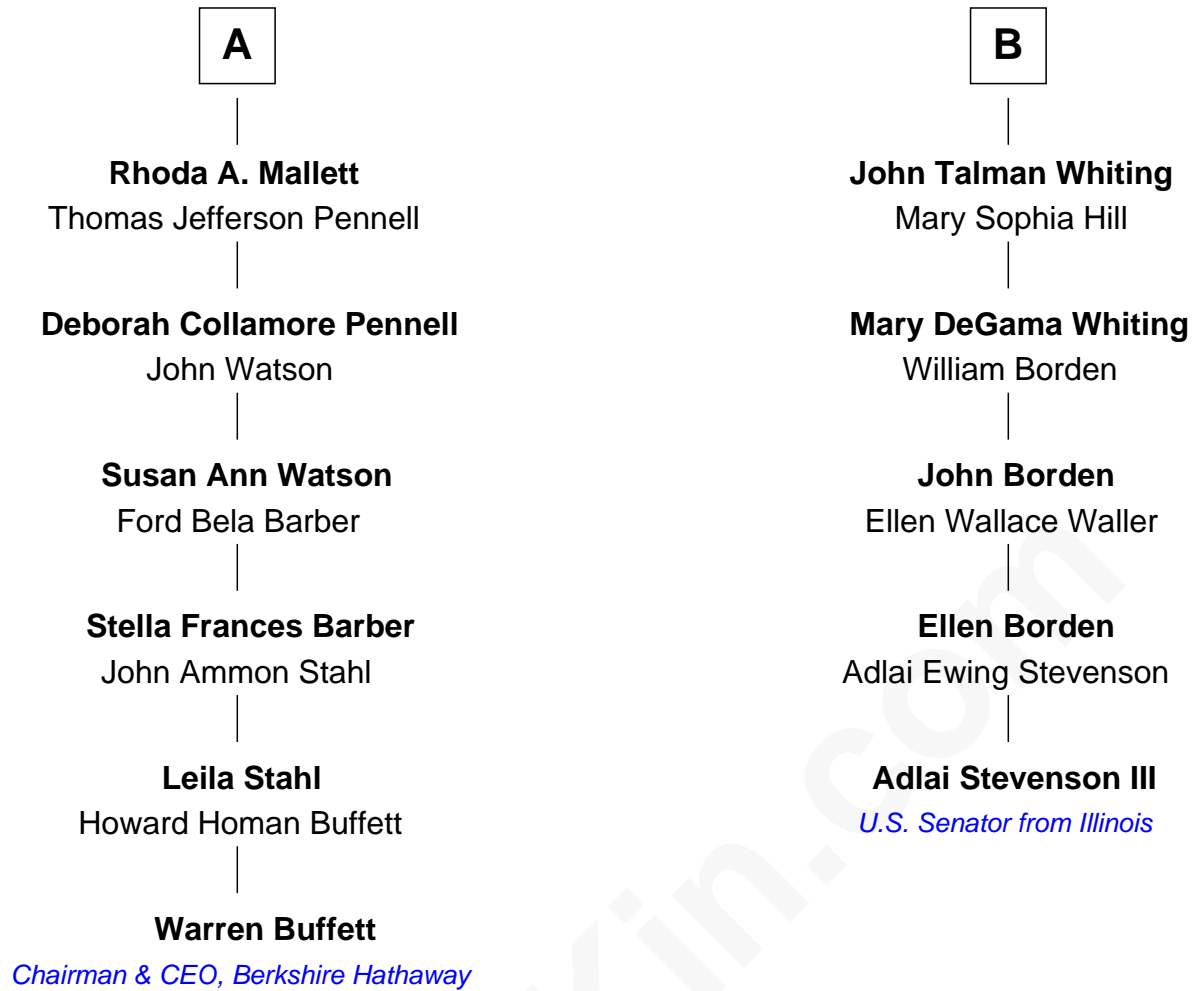 A
B
Rhoda A. Mallett
Thomas Jefferson Pennell
John Talman Whiting
Mary Sophia Hill
Deborah Collamore Pennell
John Watson
Mary DeGama Whiting
William Borden
Susan Ann Watson
Ford Bela Barber
John Borden
Ellen Wallace Waller
Stella Frances Barber
John Ammon Stahl
Ellen Borden
Adlai Ewing Stevenson
Leila Stahl
Howard Homan Buffett
Adlai Stevenson III
U.S. Senator from Illinois
Warren Buffett
Chairman & CEO, Berkshire Hathaway
Kin.com